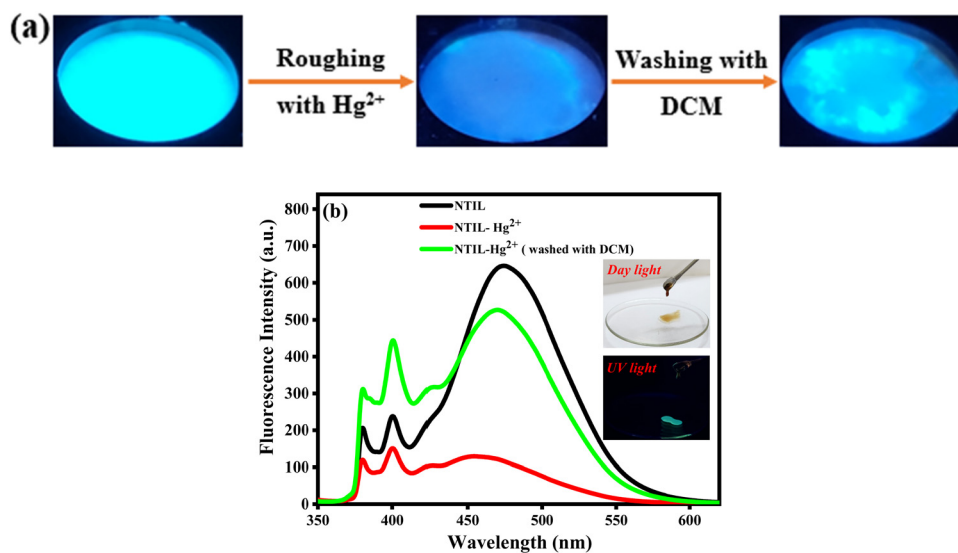 (a)
Roughing
with Hg²⁺
Washing with
DCM
(b)
NTIL
NTIL- Hg²⁺
NTIL-Hg²⁺ ( washed with DCM)
Day light
UV light
Fluorescence Intensity (a.u.)
800
700
600
500
400
300
200
100
0
350 400 450 500 550 600
Wavelength (nm)